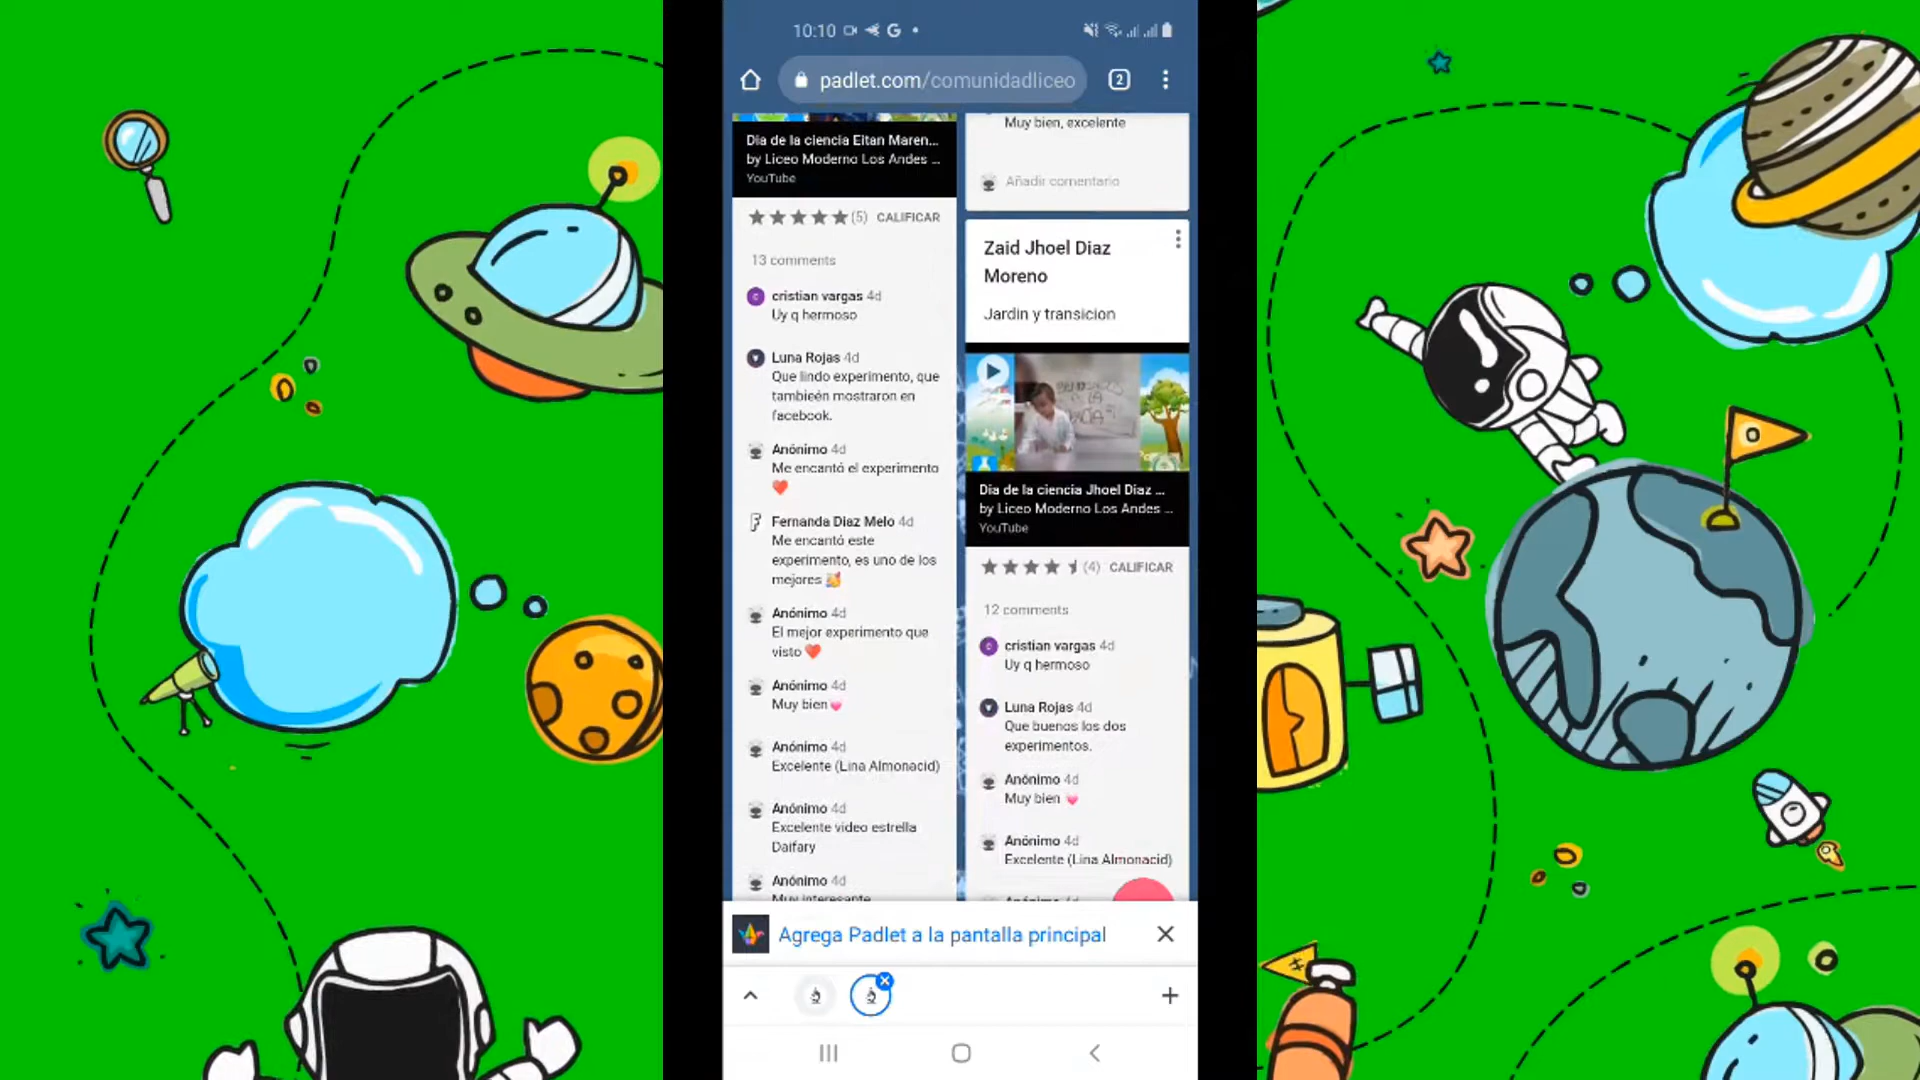 10:10
G
padlet.com/comunidadliceo
2
Dia de la ciencia Eitan Maren...
by Liceo Moderno Los Andes ...
YouTube
(5) CALIFICAR
13 comments
cristian vargas 4d
Uy q hermoso
Luna Rojas 4d
Que lindo experimento, que
tambieén mostraron en
facebook.
Anónimo 4d
Me encantó el experimento
Fernanda Diaz Melo 4d
Me encantó este
experimento, es uno de los
mejores
Anónimo 4d
El mejor experimento que
visto
Anónimo 4d
Muy bien
Anónimo 4d
Excelente (Lina Almonacid)
Anónimo 4d
Excelente video estrella
Daifary
Anónimo 4d
Muy interesante
Muy bien, excelente
Añadir comentario
Zaid Jhoel Diaz
Moreno
Jardin y transicion
Dia de la ciencia Jhoel Diaz ...
by Liceo Moderno Los Andes ...
YouTube
(4) CALIFICAR
12 comments
cristian vargas 4d
Uy q hermoso
Luna Rojas 4d
Que buenos los dos
experimentos.
Anónimo 4d
Muy bien
Anónimo 4d
Excelente (Lina Almonacid)
Anónimo 4d
Agrega Padlet a la pantalla principal